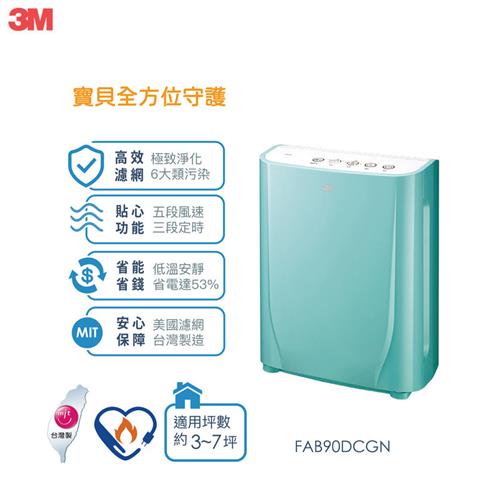 3M
寶貝全方位守護
高效 極致淨化
濾網 6大類污染
貼心 五段風速
功能 三段定時
省能 低溫安靜
省錢 省電達53%
MIT
安心 美國濾網
保障 台灣製造
mit
台灣製
適用坪數
約3~7坪
3M
FAB90DCGN